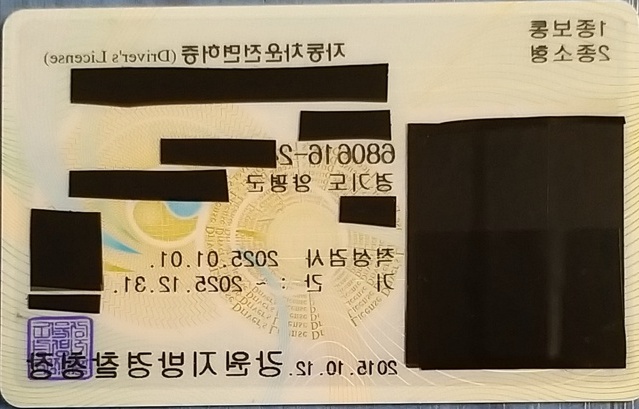 1종보통
2종소형
자동차운전면허증 (Driver's License)
680616-2
경기도 양평군
적성검사 2025.01.01.
기 간 : ~ 2025.12.31.
2015.10.12. 강원지방경찰청장